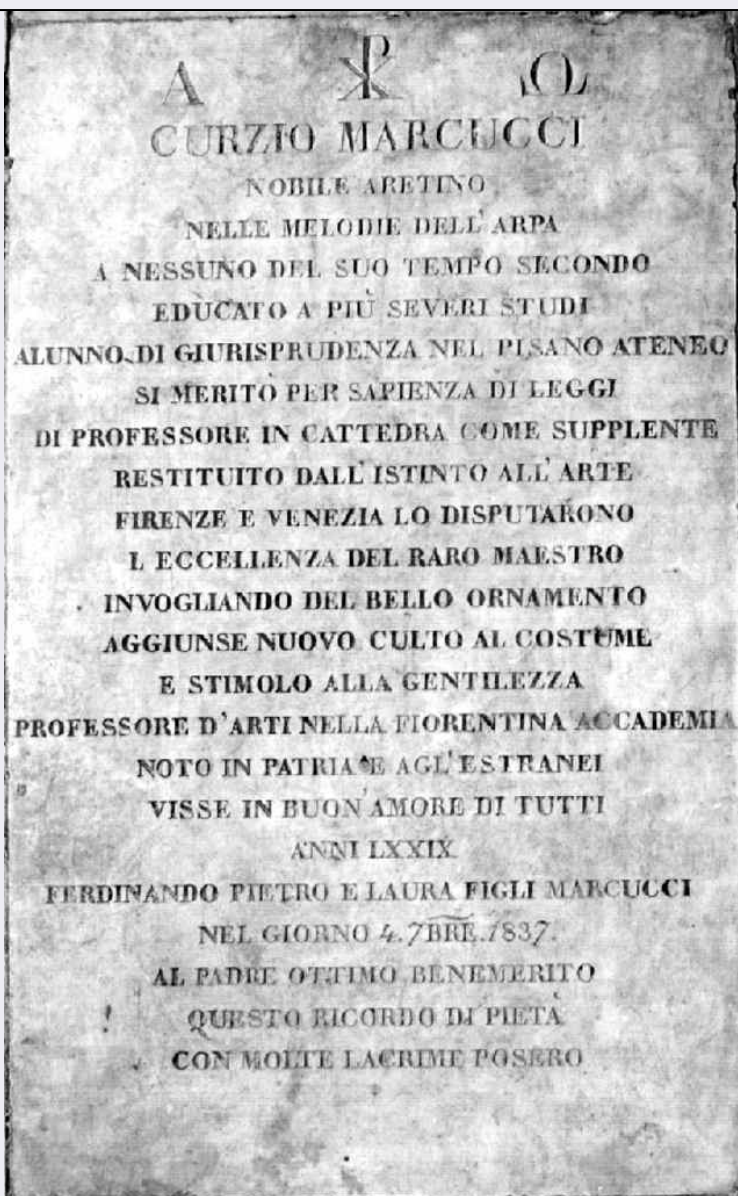 Α ☧ Ω
CURZIO MARCUCCI
NOBILE ARETINO
NELLE MELODIE DELL'ARPA
A NESSUNO DEL SUO TEMPO SECONDO
EDUCATO A PIÙ SEVERI STUDI
ALUNNO DI GIURISPRUDENZA NEL PISANO ATENEO
SI MERITÒ PER SAPIENZA DI LEGGI
DI PROFESSORE IN CATTEDRA COME SUPPLENTE
RESTITUITO DALL'ISTINTO ALL'ARTE
FIRENZE E VENEZIA LO DISPUTARONO
L ECCELLENZA DEL RARO MAESTRO
INVOGLIANDO DEL BELLO ORNAMENTO
AGGIUNSE NUOVO CULTO AL COSTUME
E STIMOLO ALLA GENTILEZZA
PROFESSORE D'ARTI NELLA FIORENTINA ACCADEMIA
NOTO IN PATRIA E AGL'ESTRANEI
VISSE IN BUON'AMORE DI TUTTI
ANNI LXXIX
FERDINANDO PIETRO E LAURA FIGLI MARCUCCI
NEL GIORNO 4. 7BRE. 1837.
AL PADRE OTTIMO BENEMERITO
QUESTO RICORDO DI PIETÀ
CON MOLTE LACRIME POSERO